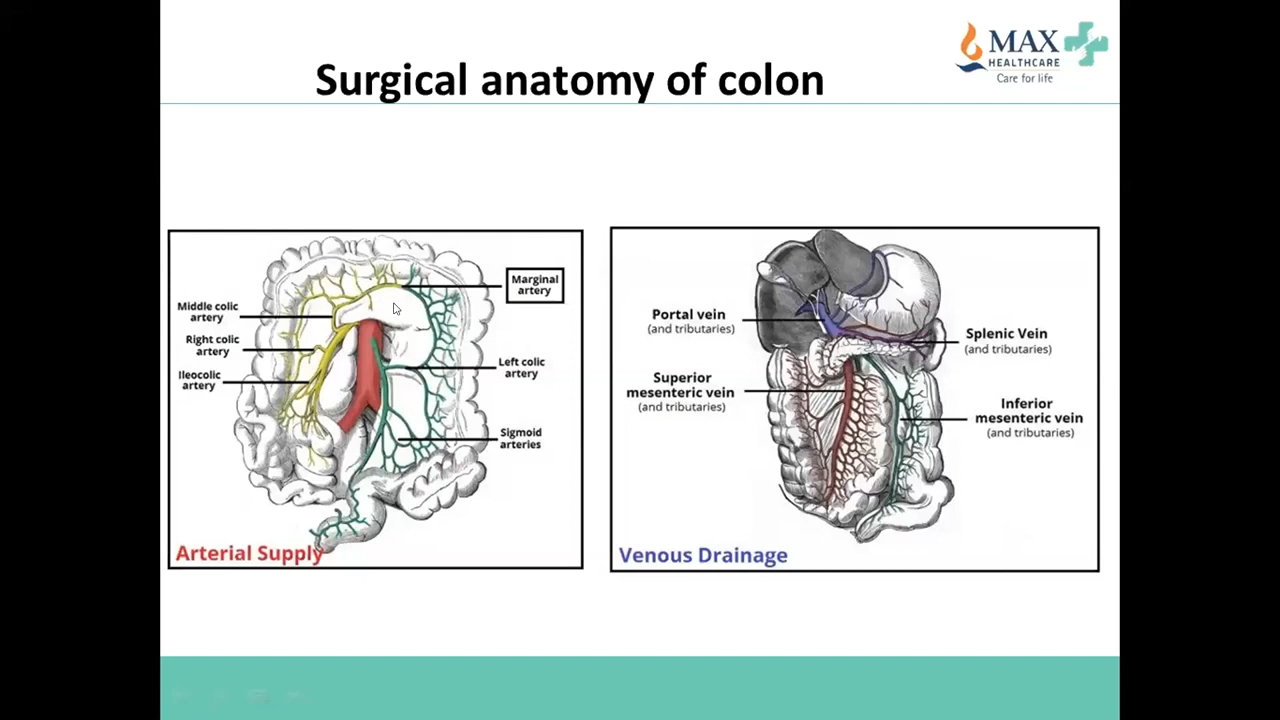 MAX
HEALTHCARE
Care for life
Surgical anatomy of colon
Marginal
artery
Middle colic
artery
Right colic
artery
Ileocolic
artery
Left colic
artery
Sigmoid
arteries
Arterial Supply
Portal vein
(and tributaries)
Splenic Vein
(and tributaries)
Superior
mesenteric vein
(and tributaries)
Inferior
mesenteric vein
(and tributaries)
Venous Drainage